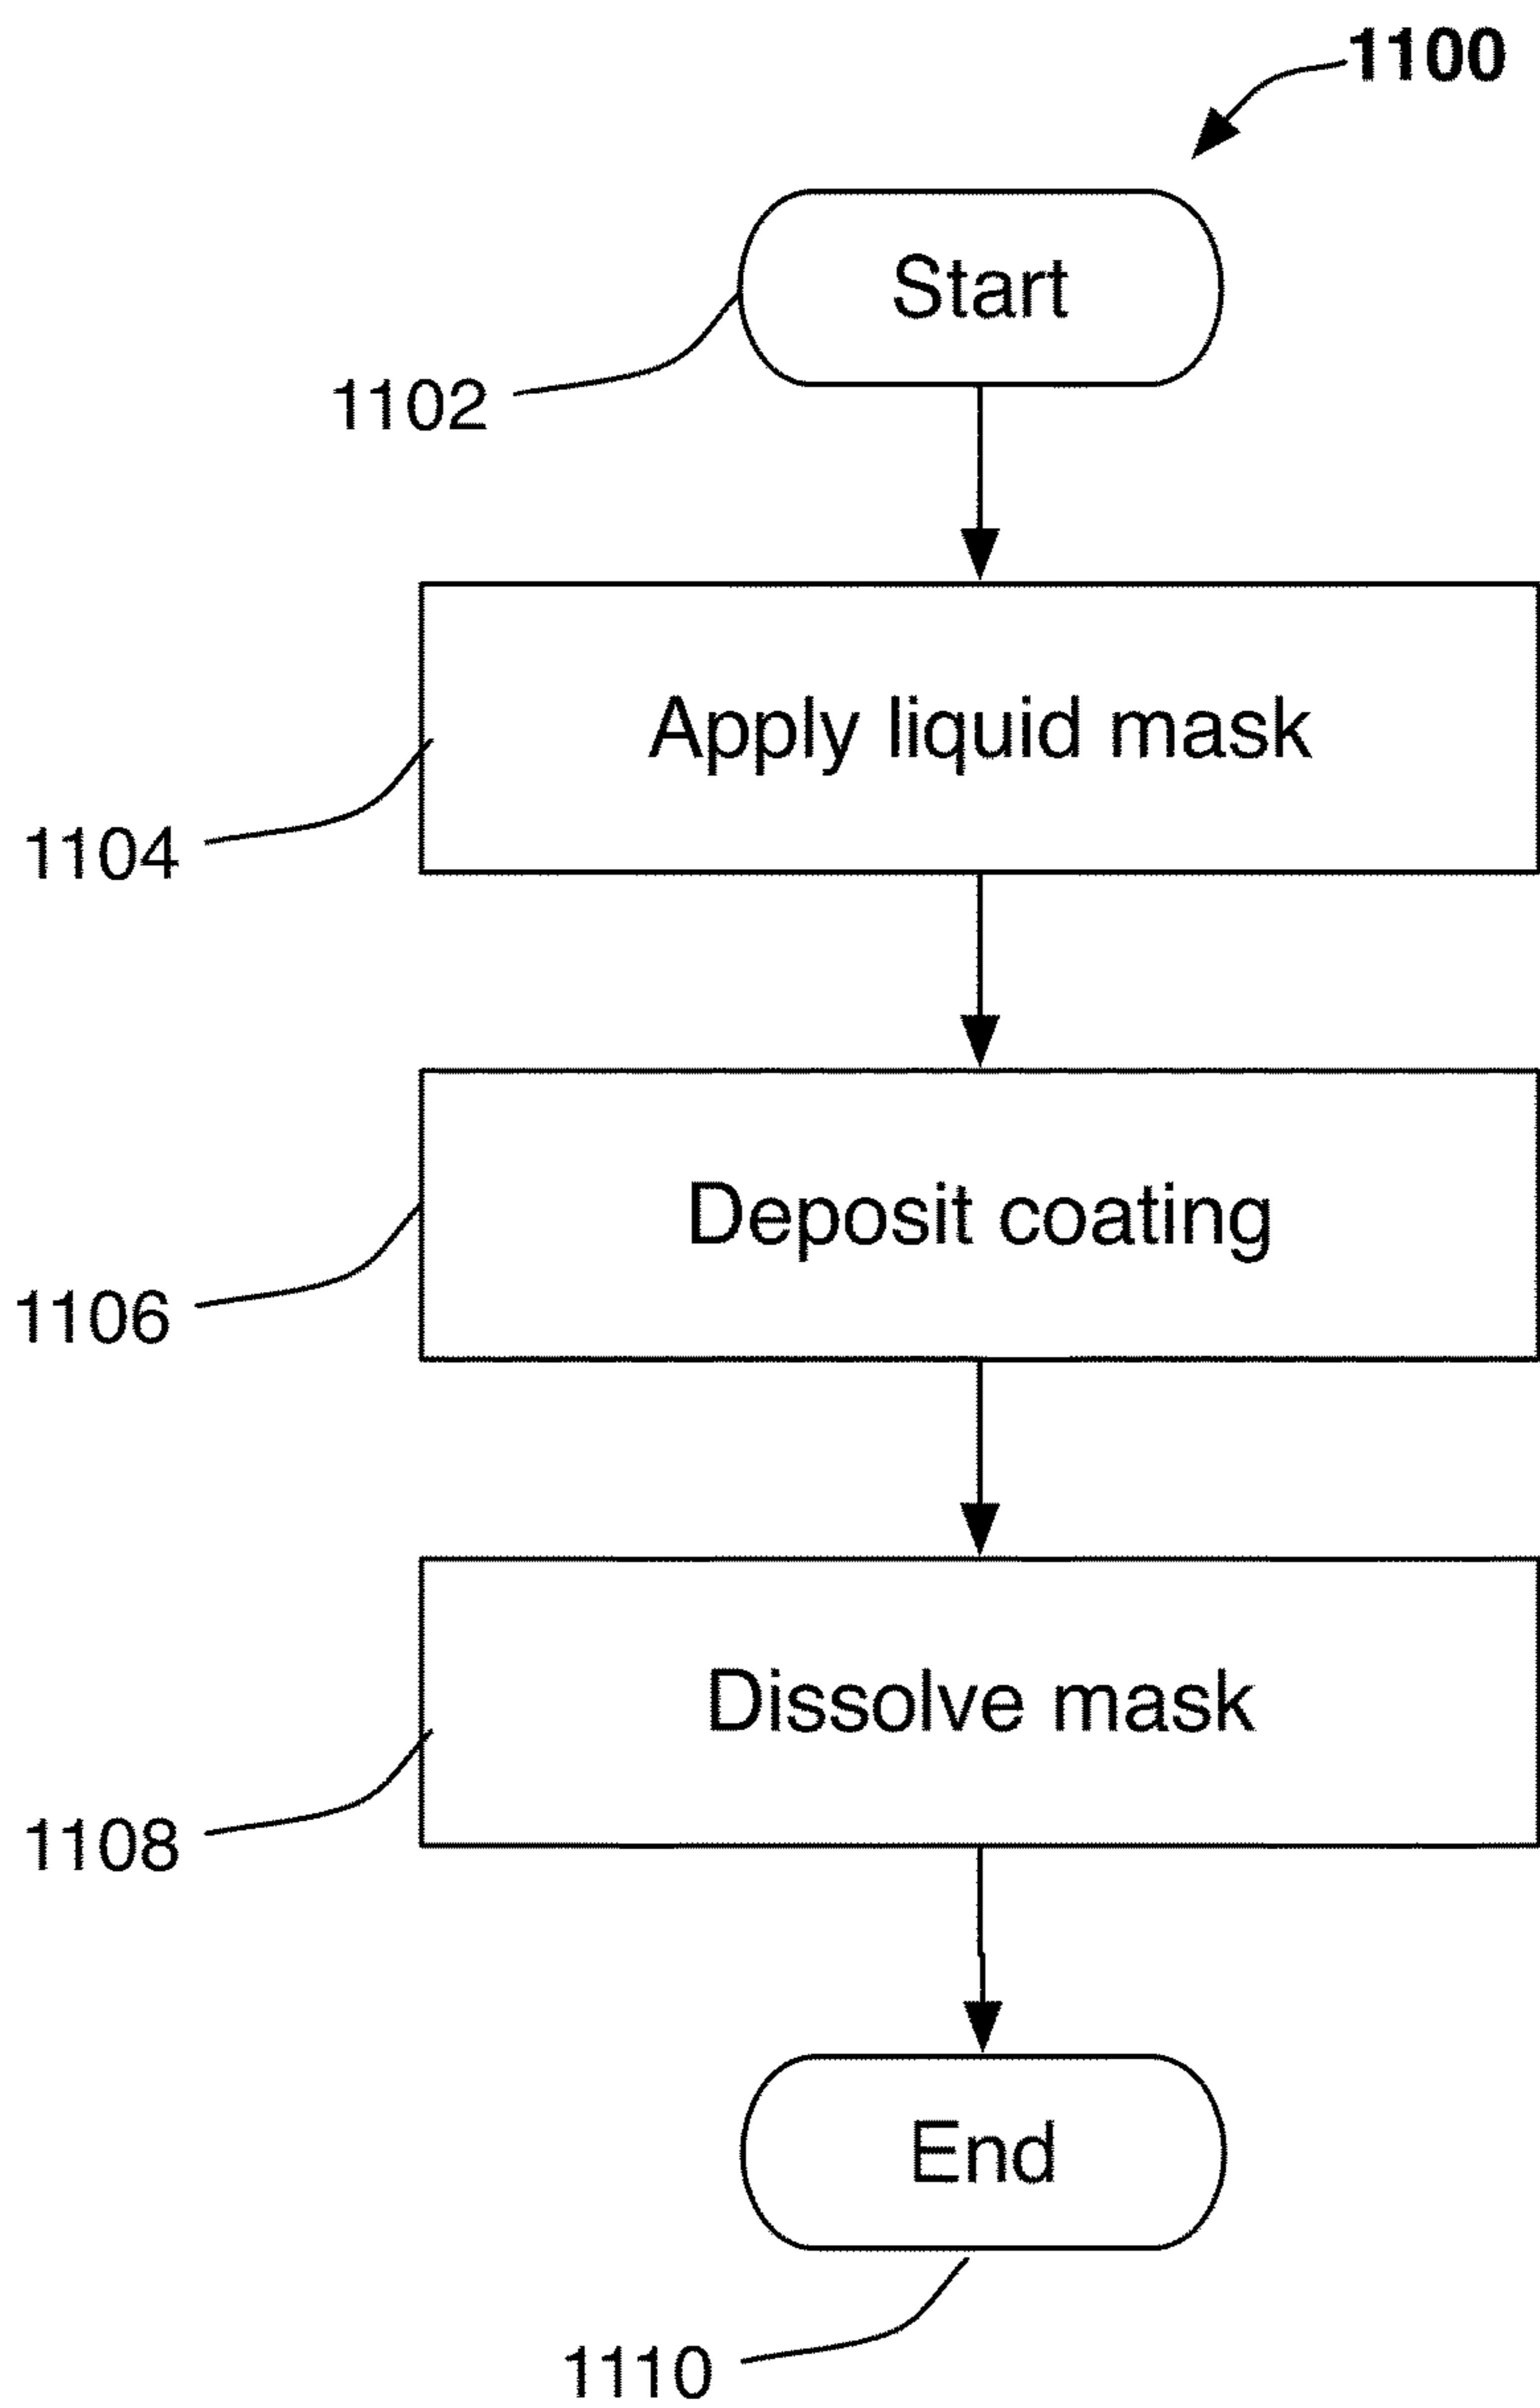 1100
Start
1102
Apply liquid mask
1104
Deposit coating
1106
Dissolve mask
1108
End
1110